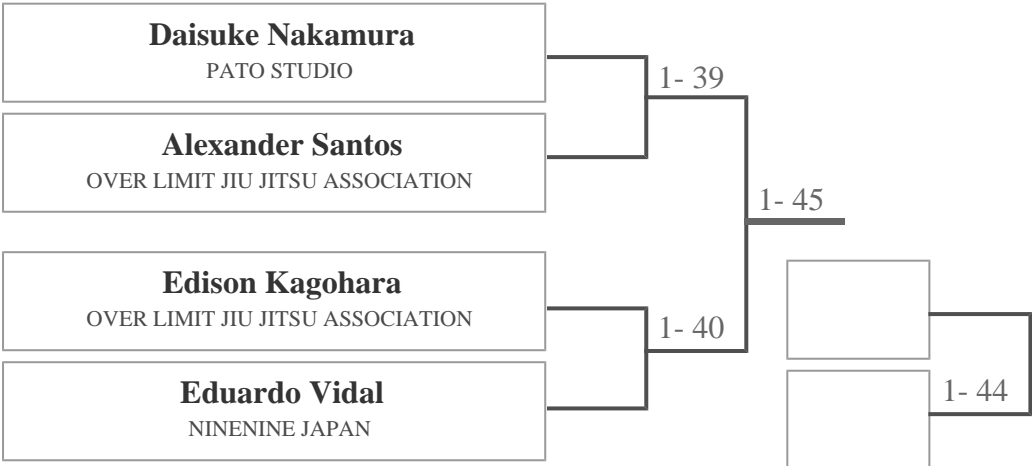 Daisuke Nakamura
PATO STUDIO
1- 39
Alexander Santos
OVER LIMIT JIU JITSU ASSOCIATION
1- 45
Edison Kagohara
OVER LIMIT JIU JITSU ASSOCIATION
1- 40
Eduardo Vidal
NINENINE JAPAN
1- 44